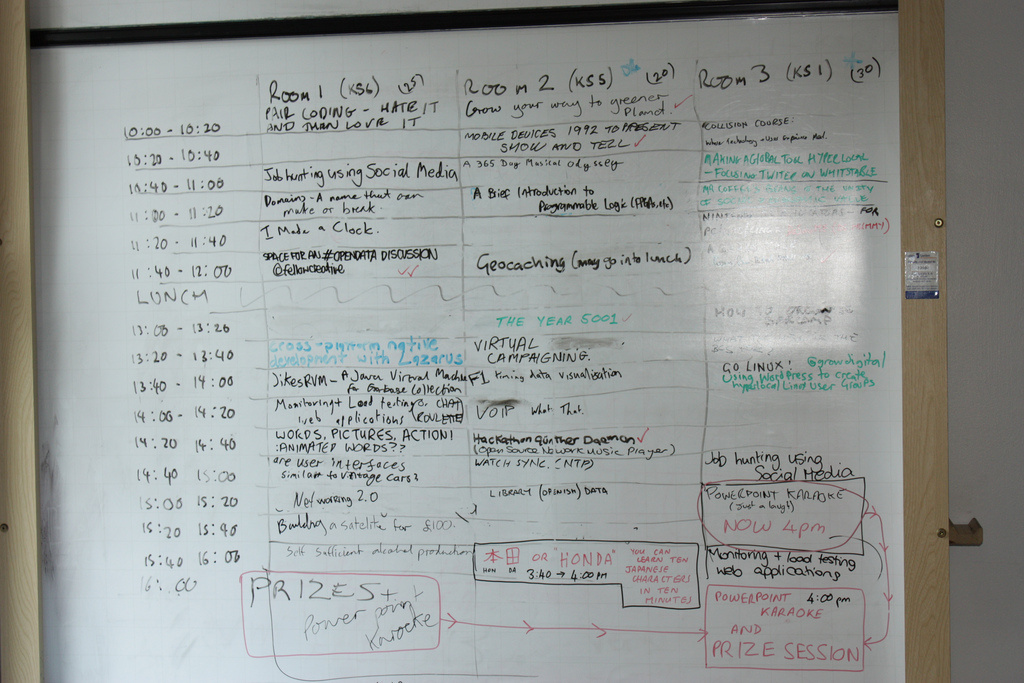 ROOM 1 (KS6) (25)
ROOM 2 (KS5) (20)
ROOM 3 (KS1) (30)
PAIR CODING - HATE IT
AND THAN LOVE IT
Grow your way to greener
Planet.
10:00 - 10:20
MOBILE DEVICES 1992 TO PRESENT
SHOW AND TELL
COLLISION COURSE:
10:20 - 10:40
A 365 Day Musical odyssey
MAKING A GLOBAL TOOL HYPERLOCAL
- FOCUSING TWITTER ON WHITSTABLE
10:40 - 11:00
Job hunting using Social Media
11:00 - 11:20
Domains - A name that can
make or break.
A Brief Introduction to
Programmable Logic (FPGA, etc)
11:20 - 11:40
I Made a Clock.
11:40 - 12:00
SPACE FOR AN #OPENDATA DISCUSSION
@fellowcreative
Geocaching (may go into lunch)
LUNCH
13:00 - 13:20
THE YEAR 5001
HOW TO ORGANISE
BARCAMP
13:20 - 13:40
cross-platform native
development with Lazarus
VIRTUAL
CAMPAIGNING.
13:40 - 14:00
JikesRVM - A Java Virtual Machine
for Garbage Collection
F1 timing data visualisation
GO LINUX! @growdigital
Using WordPress to create
hyperlocal Linux User Groups
14:00 - 14:20
Monitoring + Load testing
web applications
CHAT
ROULETTE
VOIP What. That.
14:20 14:40
WORDS, PICTURES, ACTION!
:ANIMATED WORDS??
Hackathon Günther Daemon
(Open Source Network Music Player)
14:40 15:00
are user interfaces
similar to vintage cars?
WATCH SYNC. (NTP)
Job hunting using
Social Media
15:00 15:20
Networking 2.0
LIBRARY (OPENISH) DATA
POWERPOINT KARAOKE
(Just a laugh)
NOW 4pm
15:20 15:40
Building a satelite for £100.
15:40 16:00
Self Sufficient alcohol production
本田 OR "HONDA"
HON DA
3:40 → 4:00 PM
YOU CAN
LEARN TEN
JAPANESE
CHARACTERS
IN TEN
MINUTES
Monitoring + load testing
web applications
16:00
PRIZES +
Power point
Karaoke
POWERPOINT 4:00 pm
KARAOKE
AND
PRIZE SESSION